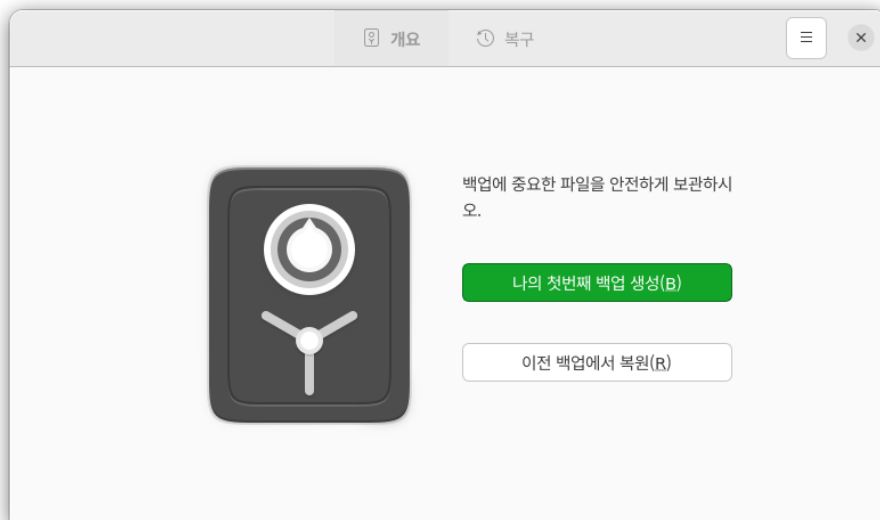 개요
복구
백업에 중요한 파일을 안전하게 보관하시
오.
나의 첫번째 백업 생성(B)
이전 백업에서 복원(R)